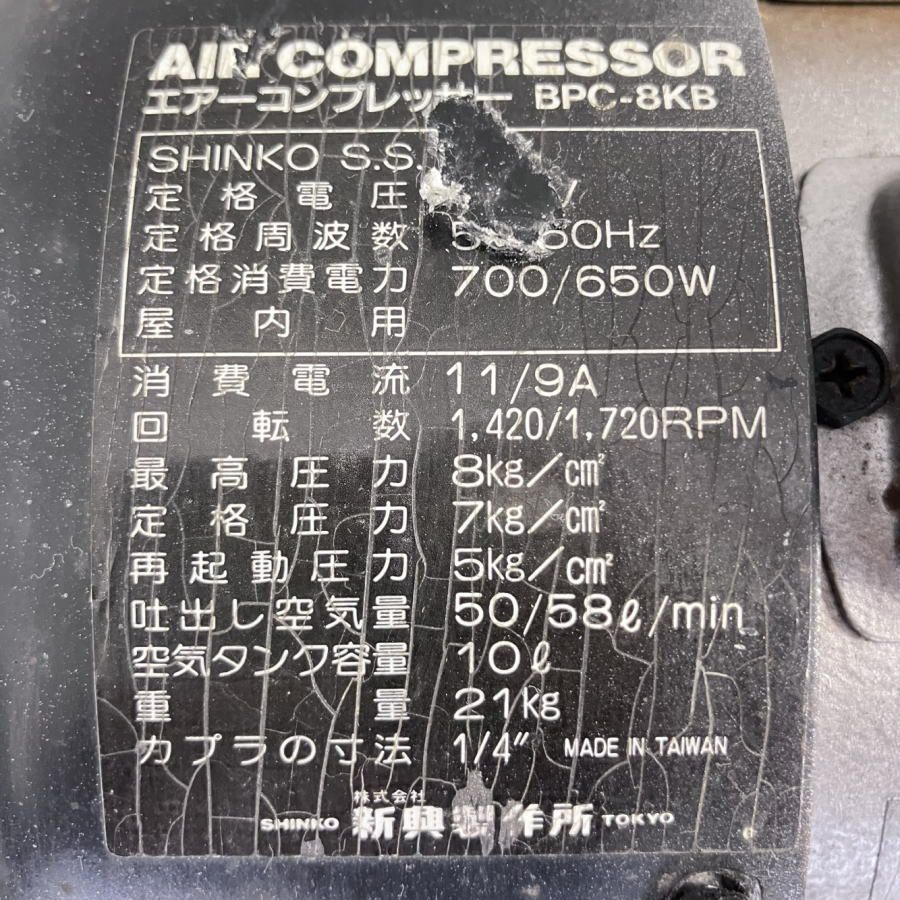 AIR COMPRESSOR
エアーコンプレッサー BPC-8KB
SHINKO S.S.
定格電圧
定格周波数 60Hz
定格消費電力 700/650W
屋内用
消費電流 11/9A
回転数 1,420/1,720RPM
最高圧力 8kg/cm²
定格圧力 7kg/cm²
再起動圧力 5kg/cm²
吐出し空気量 50/58ℓ/min
空気タンク容量 10ℓ
重量 21kg
カプラの寸法 1/4″ MADE IN TAIWAN
株式会社
SHINKO 新興製作所 TOKYO